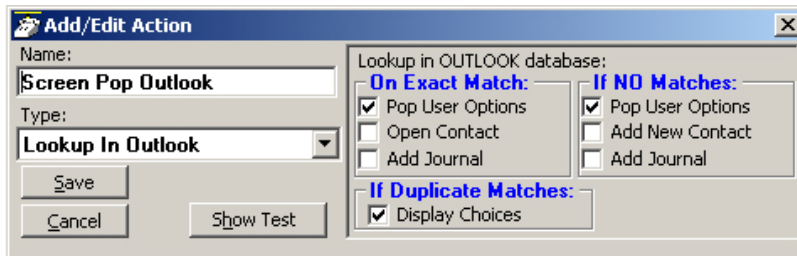 Add/Edit Action
Name:
Screen Pop Outlook
Type:
Lookup In Outlook
Save
Cancel
Show Test
Lookup in OUTLOOK database:
On Exact Match:
Pop User Options
Open Contact
Add Journal
If NO Matches:
Pop User Options
Add New Contact
Add Journal
If Duplicate Matches:
Display Choices